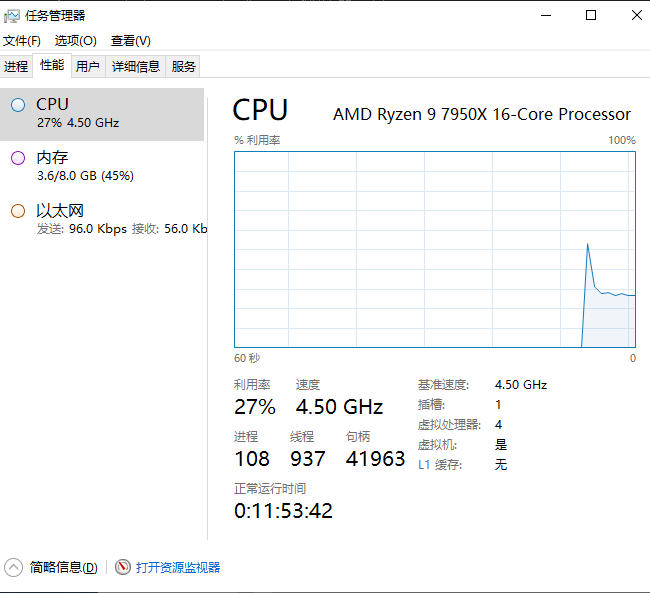 任务管理器
文件(F) 选项(O) 查看(V)
进程 性能 用户 详细信息 服务
CPU
27% 4.50 GHz
内存
3.6/8.0 GB (45%)
以太网
发送: 96.0 Kbps 接收: 56.0 Kb
CPU AMD Ryzen 9 7950X 16-Core Processor
% 利用率 100%
60 秒 0
利用率 速度
27% 4.50 GHz
进程 线程 句柄
108 937 41963
正常运行时间
0:11:53:42
基准速度: 4.50 GHz
插槽: 1
虚拟处理器: 4
虚拟机: 是
L1 缓存: 无
简略信息(D) 打开资源监视器